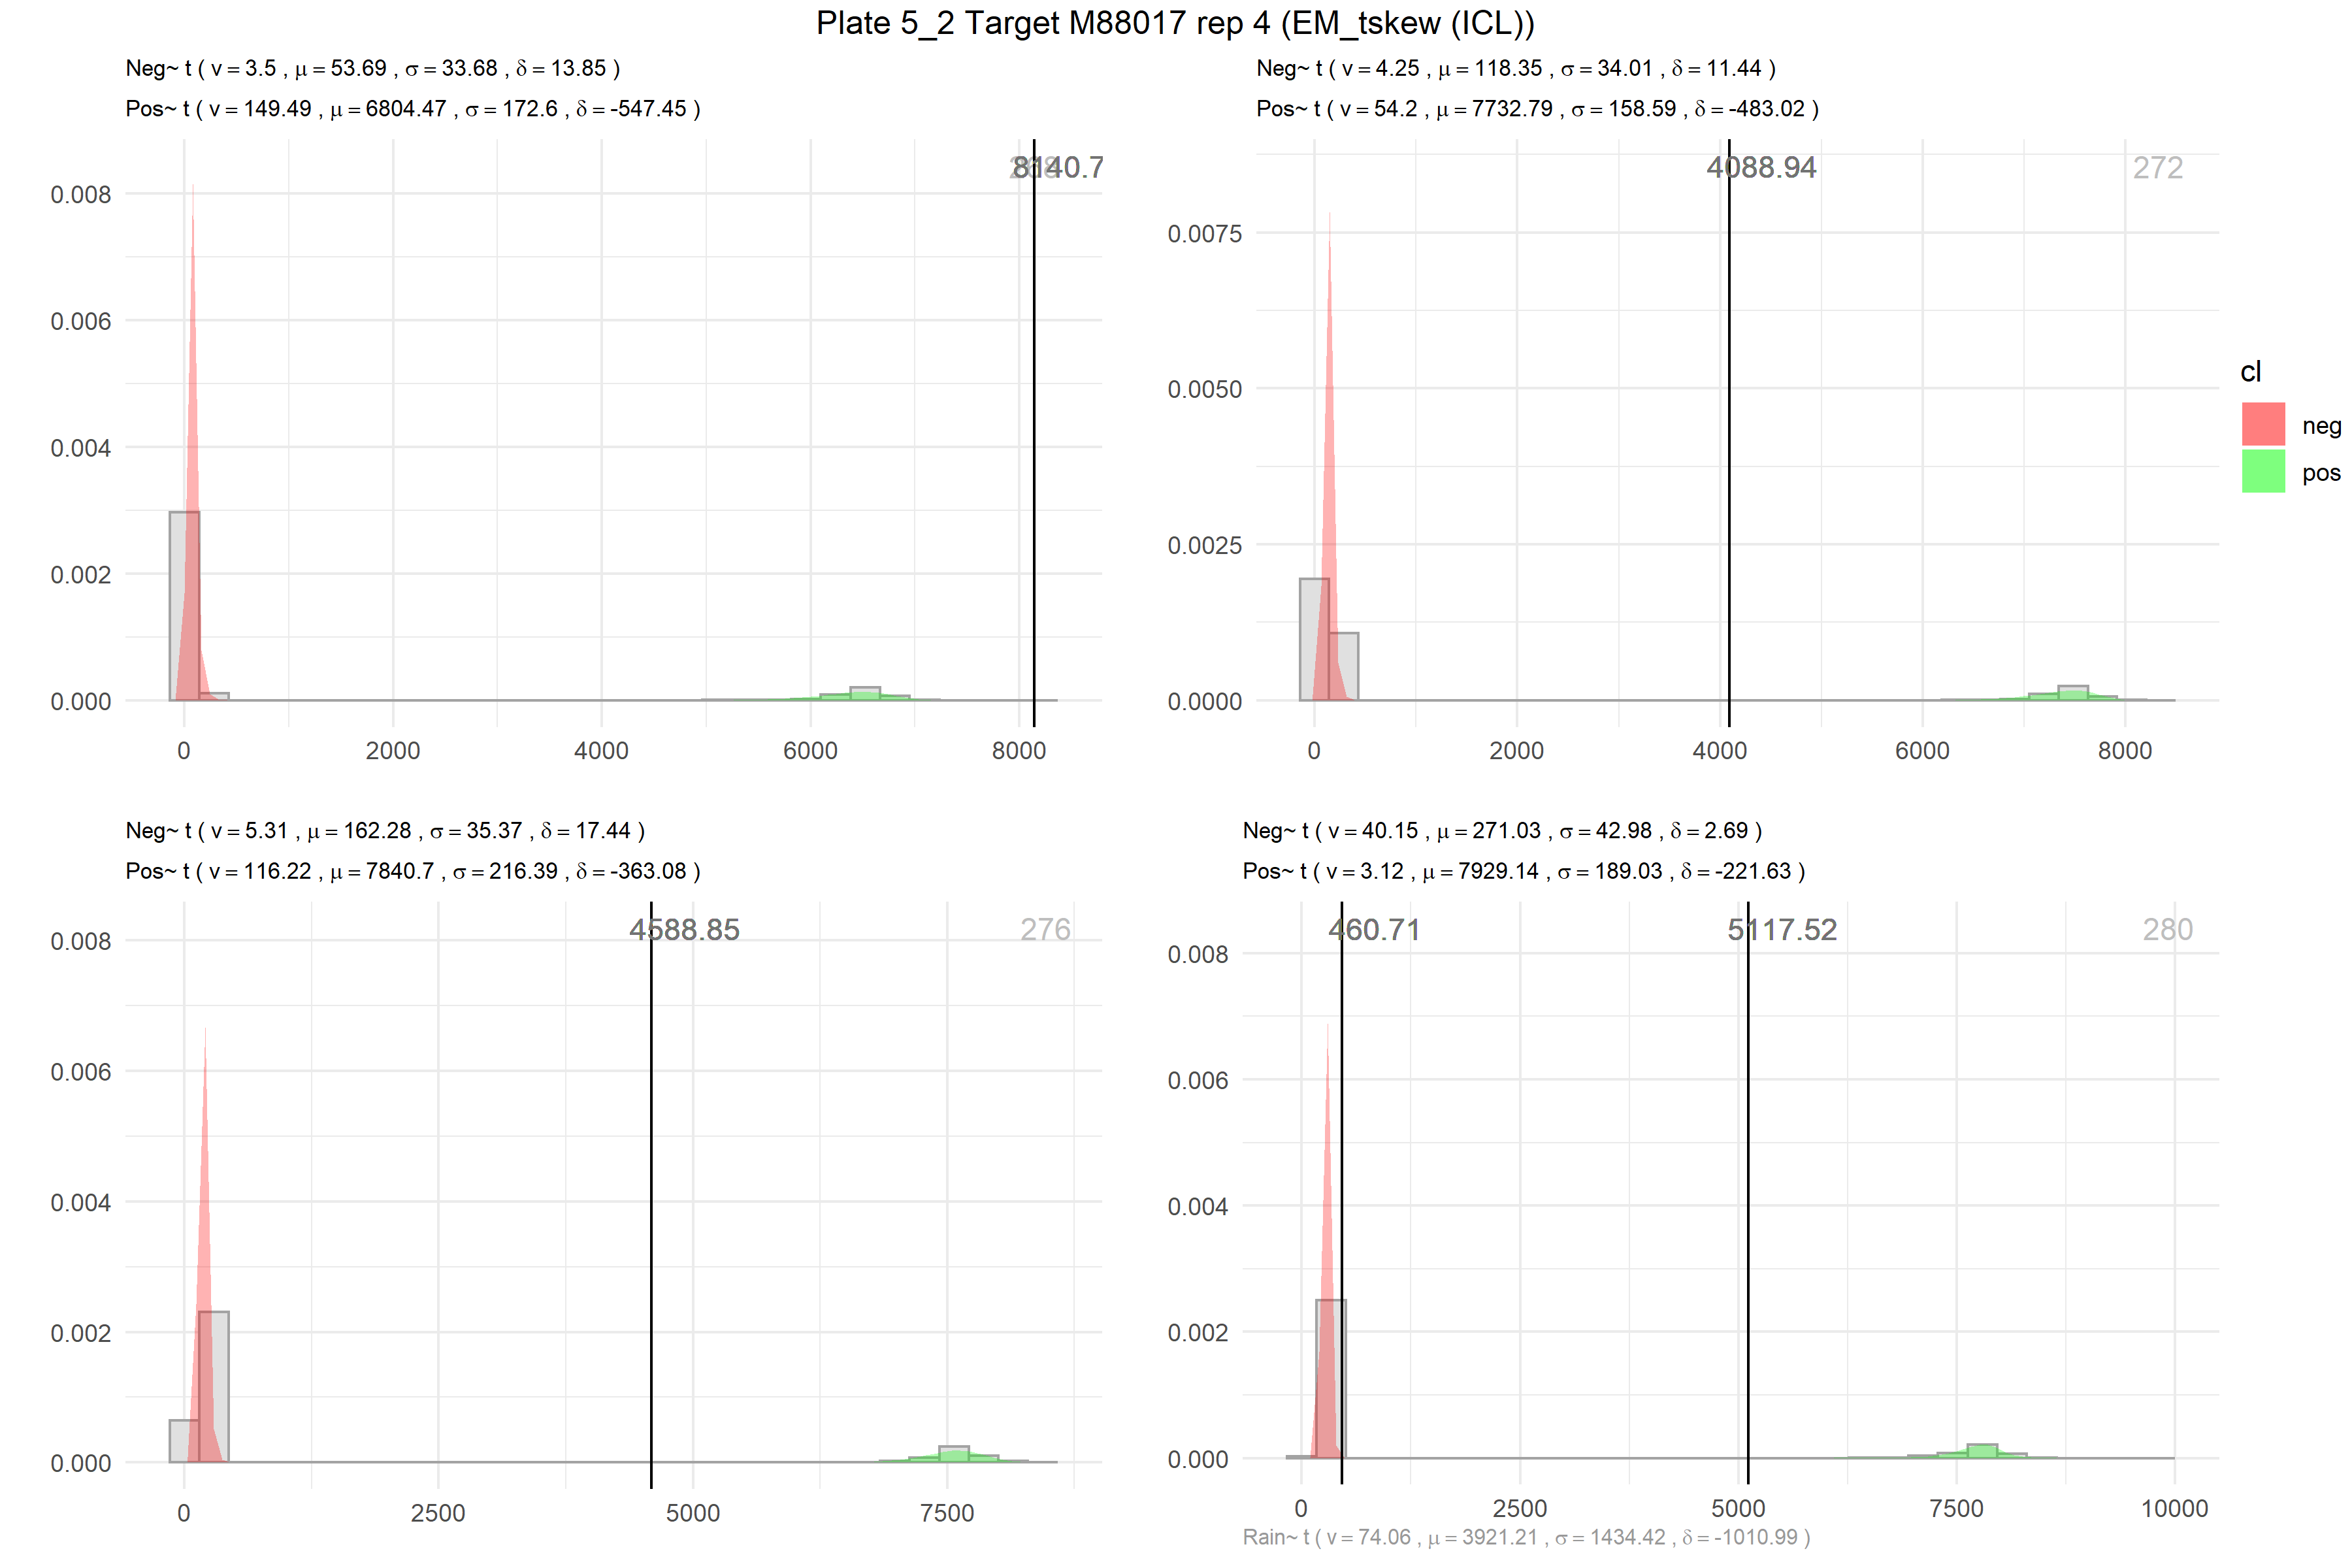 Plate 5_2 Target M88017 rep 4 (EM_tskew (ICL))
Neg~ t ( ν = 3.5 , μ = 53.69 , σ = 33.68 , δ = 13.85 )
Pos~ t ( ν = 149.49 , μ = 6804.47 , σ = 172.6 , δ = -547.45 )
8140.7
0.008
0.006
0.004
0.002
0.000
0 2000 4000 6000 8000
Neg~ t ( ν = 4.25 , μ = 118.35 , σ = 34.01 , δ = 11.44 )
Pos~ t ( ν = 54.2 , μ = 7732.79 , σ = 158.59 , δ = -483.02 )
4088.94 272
0.0075
0.0050
0.0025
0.0000
0 2000 4000 6000 8000
cl
neg
pos
Neg~ t ( ν = 5.31 , μ = 162.28 , σ = 35.37 , δ = 17.44 )
Pos~ t ( ν = 116.22 , μ = 7840.7 , σ = 216.39 , δ = -363.08 )
4588.85 276
0.008
0.006
0.004
0.002
0.000
0 2500 5000 7500
Neg~ t ( ν = 40.15 , μ = 271.03 , σ = 42.98 , δ = 2.69 )
Pos~ t ( ν = 3.12 , μ = 7929.14 , σ = 189.03 , δ = -221.63 )
460.71 5117.52 280
0.008
0.006
0.004
0.002
0.000
0 2500 5000 7500 10000
Rain~ t ( ν = 74.06 , μ = 3921.21 , σ = 1434.42 , δ = -1010.99 )